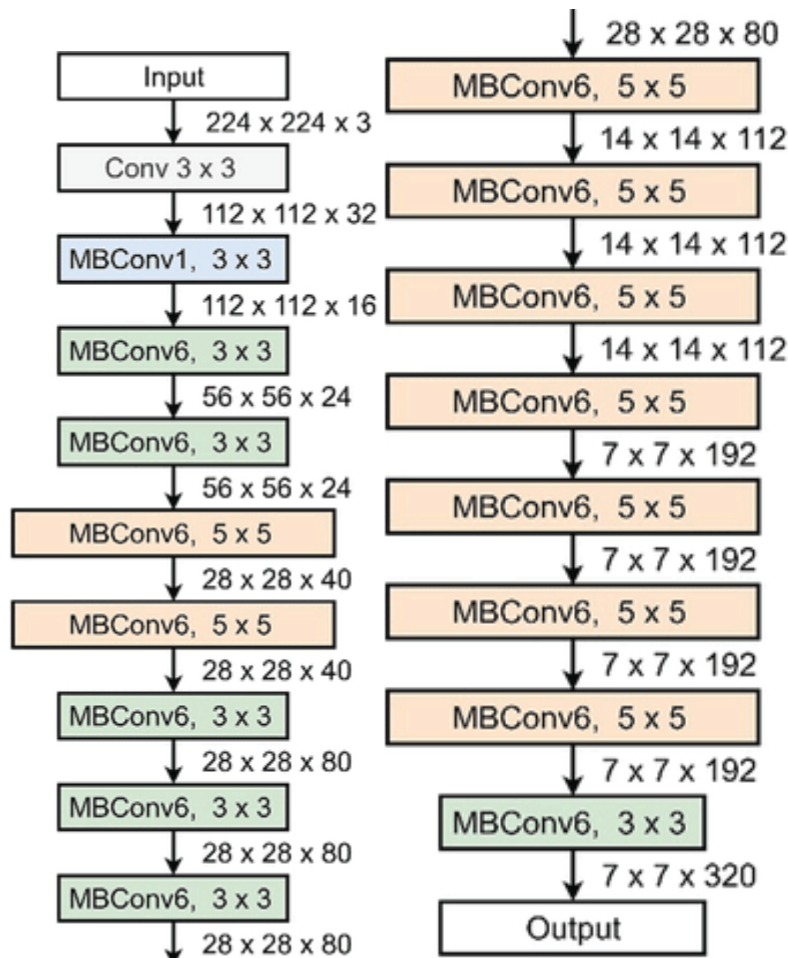 Input
224 x 224 x 3
Conv 3 x 3
112 x 112 x 32
MBConv1, 3 x 3
112 x 112 x 16
MBConv6, 3 x 3
56 x 56 x 24
MBConv6, 3 x 3
56 x 56 x 24
MBConv6, 5 x 5
28 x 28 x 40
MBConv6, 5 x 5
28 x 28 x 40
MBConv6, 3 x 3
28 x 28 x 80
MBConv6, 3 x 3
28 x 28 x 80
MBConv6, 3 x 3
28 x 28 x 80
28 x 28 x 80
MBConv6, 5 x 5
14 x 14 x 112
MBConv6, 5 x 5
14 x 14 x 112
MBConv6, 5 x 5
14 x 14 x 112
MBConv6, 5 x 5
7 x 7 x 192
MBConv6, 5 x 5
7 x 7 x 192
MBConv6, 5 x 5
7 x 7 x 192
MBConv6, 5 x 5
7 x 7 x 192
MBConv6, 3 x 3
7 x 7 x 320
Output